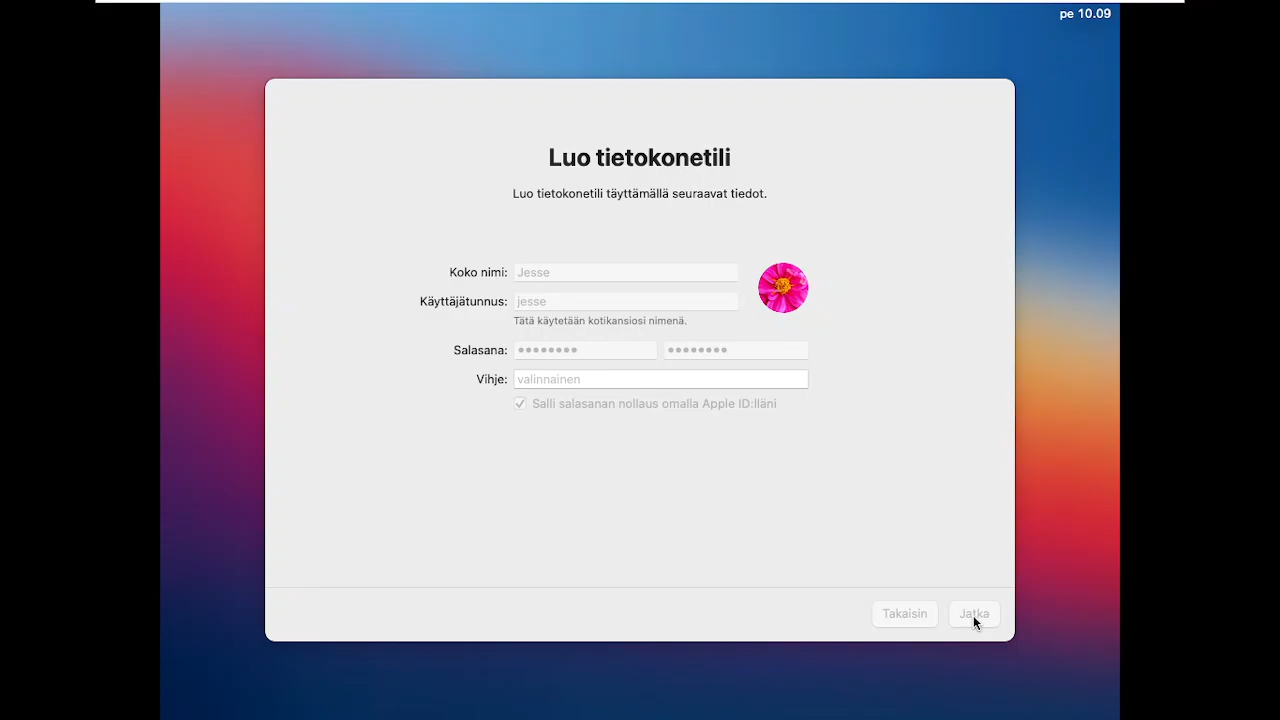 pe 10.09
Luo tietokonetili
Luo tietokonetili täyttämällä seuraavat tiedot.
Koko nimi: Jesse
Käyttäjätunnus: jesse
Tätä käytetään kotikansiosi nimenä.
Salasana: •••••••• ••••••••
Vihje: valinnainen
Salli salasanan nollaus omalla Apple ID:lläni
Takaisin Jatka